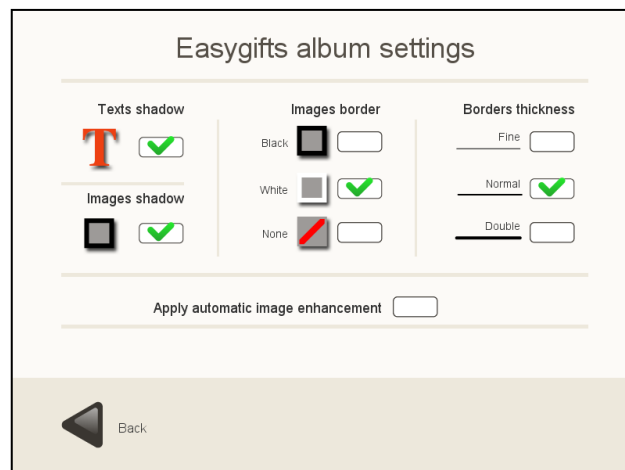 Easygifts album settings
Texts shadow
T
Images shadow
Images border
Black
White
None
Borders thickness
Fine
Normal
Double
Apply automatic image enhancement
Back